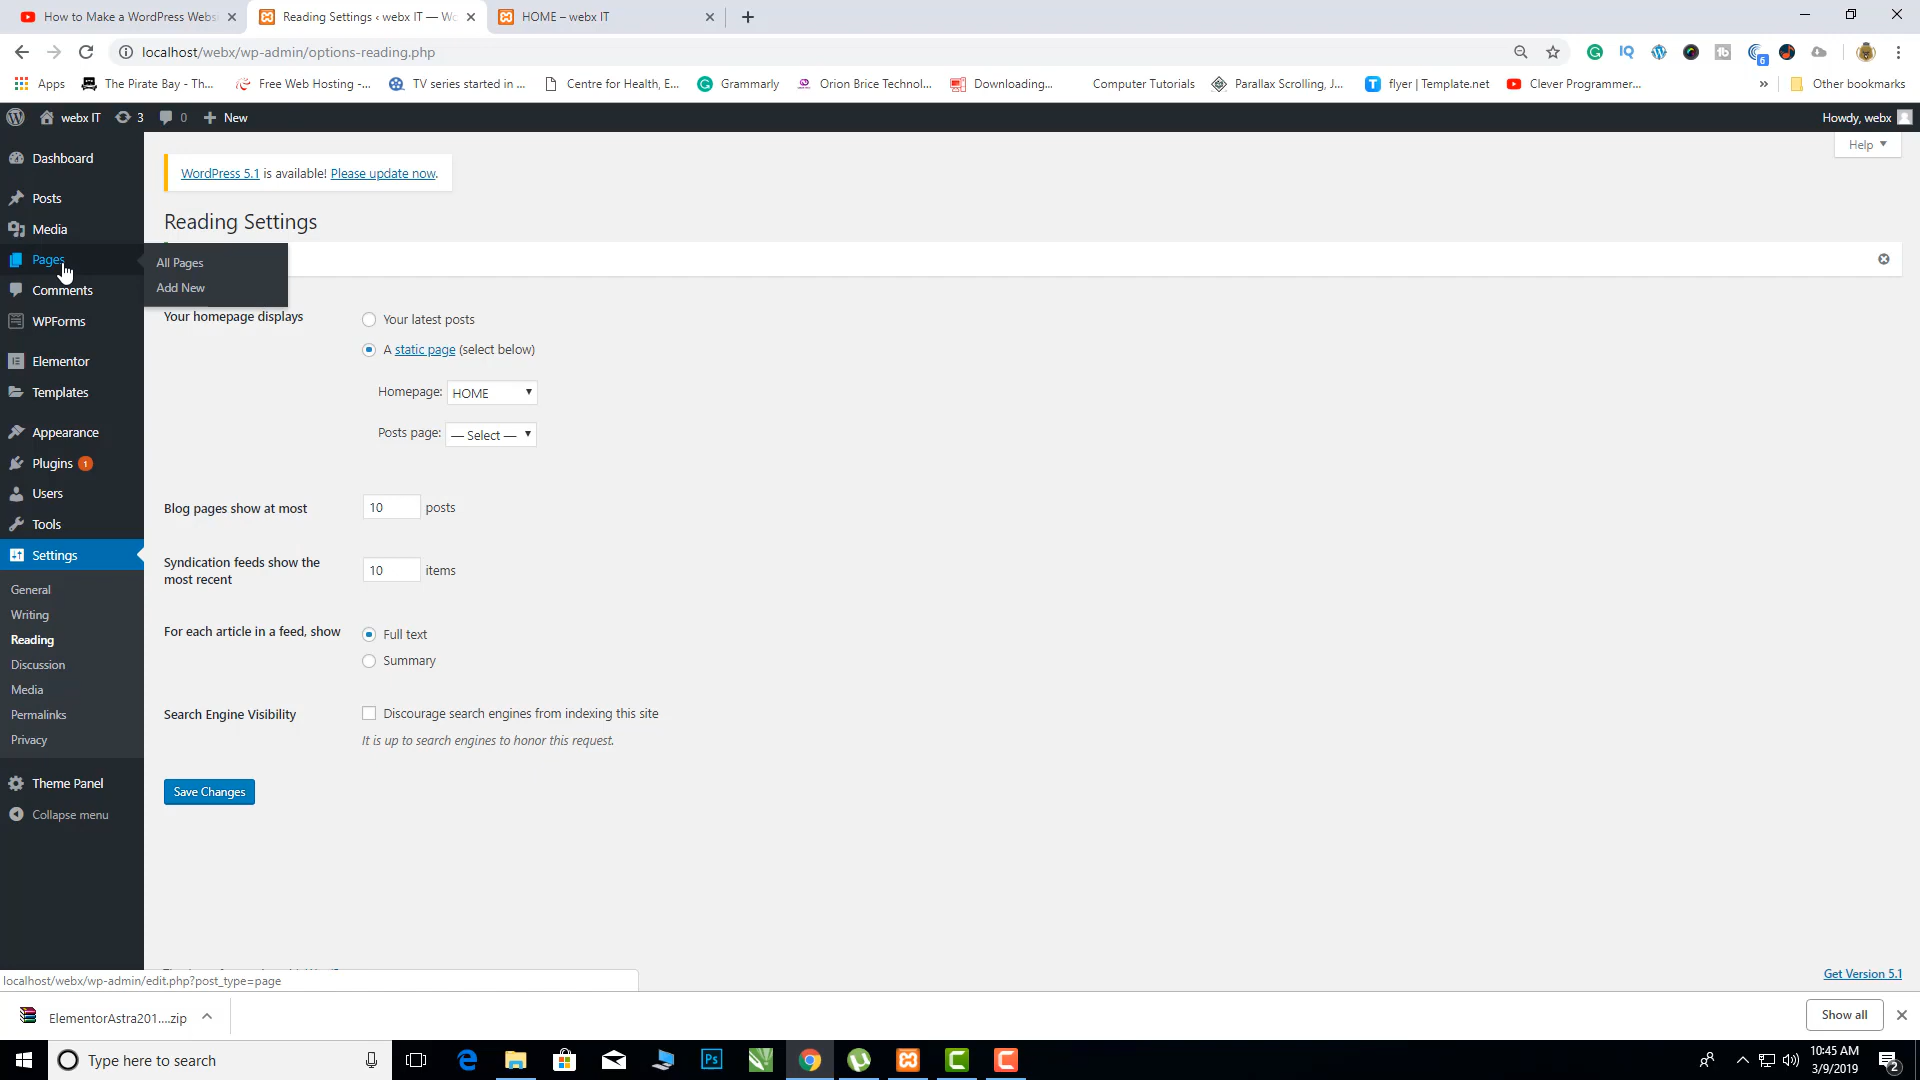 How to Make a WordPress Websi
Reading Settings ‹ webx IT — Wo
HOME – webx IT
localhost/webx/wp-admin/options-reading.php
6
Apps
The Pirate Bay - Th...
Free Web Hosting -...
TV series started in ...
Centre for Health, E...
Grammarly
Orion Brice Technol...
Downloading...
Computer Tutorials
Parallax Scrolling, J...
flyer | Template.net
Clever Programmer...
»
Other bookmarks
webx IT
3
0
New
Howdy, webx
Dashboard
Posts
Media
Pages
Comments
WPForms
Elementor
Templates
Appearance
Plugins 1
Users
Tools
Settings
General
Writing
Reading
Discussion
Media
Permalinks
Privacy
Theme Panel
Collapse menu
All Pages
Add New
Help
WordPress 5.1 is available! Please update now.
Reading Settings
Your homepage displays
Your latest posts
A static page (select below)
Homepage: HOME
Posts page: — Select —
Blog pages show at most
10 posts
Syndication feeds show the
most recent
10 items
For each article in a feed, show
Full text
Summary
Search Engine Visibility
Discourage search engines from indexing this site
It is up to search engines to honor this request.
Save Changes
Get Version 5.1
localhost/webx/wp-admin/edit.php?post_type=page
ElementorAstra201....zip
Show all
Type here to search
Ps
10:45 AM
3/9/2019
2